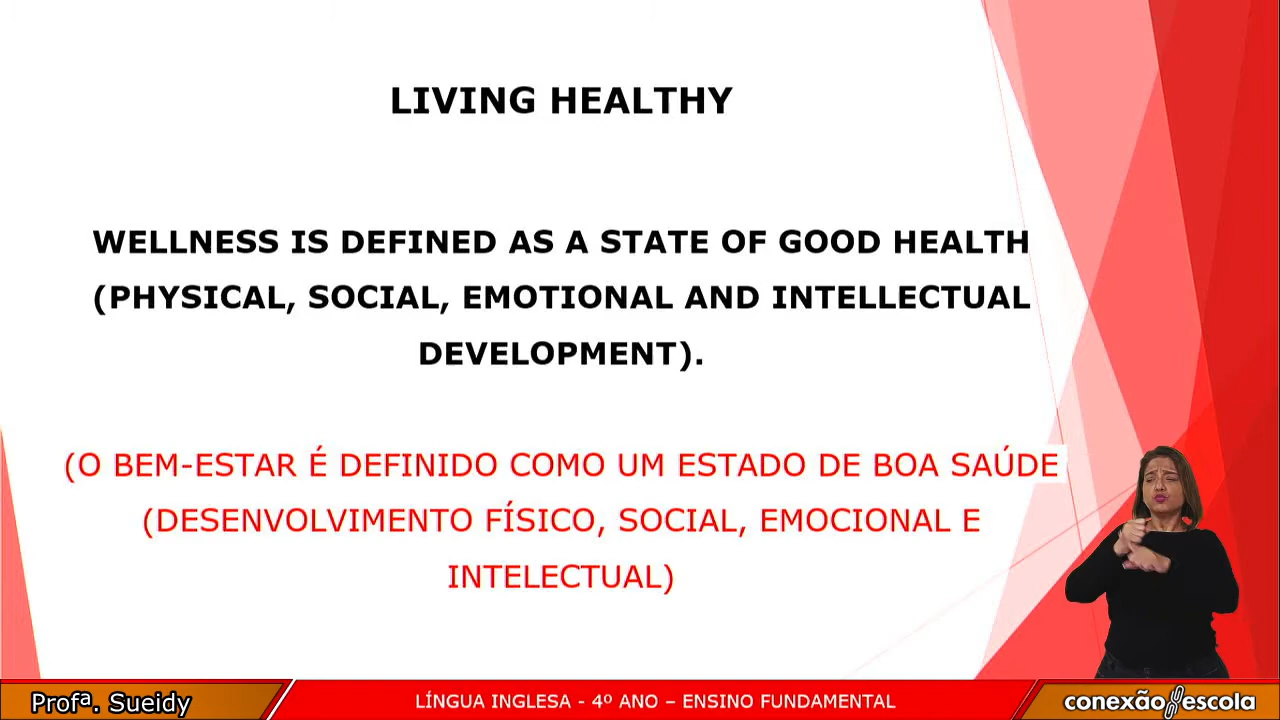 LIVING HEALTHY
WELLNESS IS DEFINED AS A STATE OF GOOD HEALTH
(PHYSICAL, SOCIAL, EMOTIONAL AND INTELLECTUAL
DEVELOPMENT).
(O BEM-ESTAR É DEFINIDO COMO UM ESTADO DE BOA SAÚDE
(DESENVOLVIMENTO FÍSICO, SOCIAL, EMOCIONAL E
INTELECTUAL)
Profª. Sueidy
LÍNGUA INGLESA - 4º ANO – ENSINO FUNDAMENTAL
conexão escola